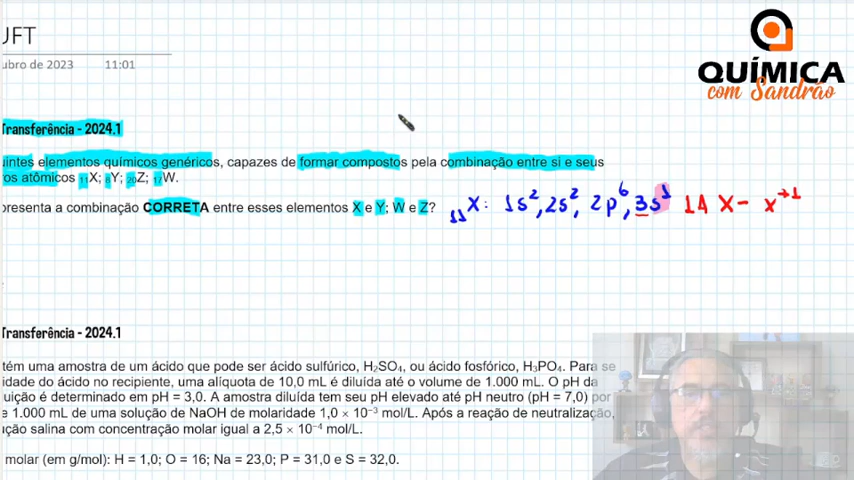 UFT
ubro de 2023 11:01
QUÍMICA
com Sandrão
Transferência - 2024.1
uintes elementos químicos genéricos, capazes de formar compostos pela combinação entre si e seus
ros atômicos 11X; 8Y; 20Z; 17W.
presenta a combinação CORRETA entre esses elementos X e Y; W e Z?
11X: 1s², 2s², 2p⁶, 3s¹ 1A X- X⁺¹
Transferência - 2024.1
tém uma amostra de um ácido que pode ser ácido sulfúrico, H₂SO₄, ou ácido fosfórico, H₃PO₄. Para se
idade do ácido no recipiente, uma alíquota de 10,0 mL é diluída até o volume de 1.000 mL. O pH da
uição é determinado em pH = 3,0. A amostra diluída tem seu pH elevado até pH neutro (pH = 7,0) por
e 1.000 mL de uma solução de NaOH de molaridade 1,0 × 10⁻³ mol/L. Após a reação de neutralização,
ção salina com concentração molar igual a 2,5 × 10⁻⁴ mol/L.
molar (em g/mol): H = 1,0; O = 16; Na = 23,0; P = 31,0 e S = 32,0.